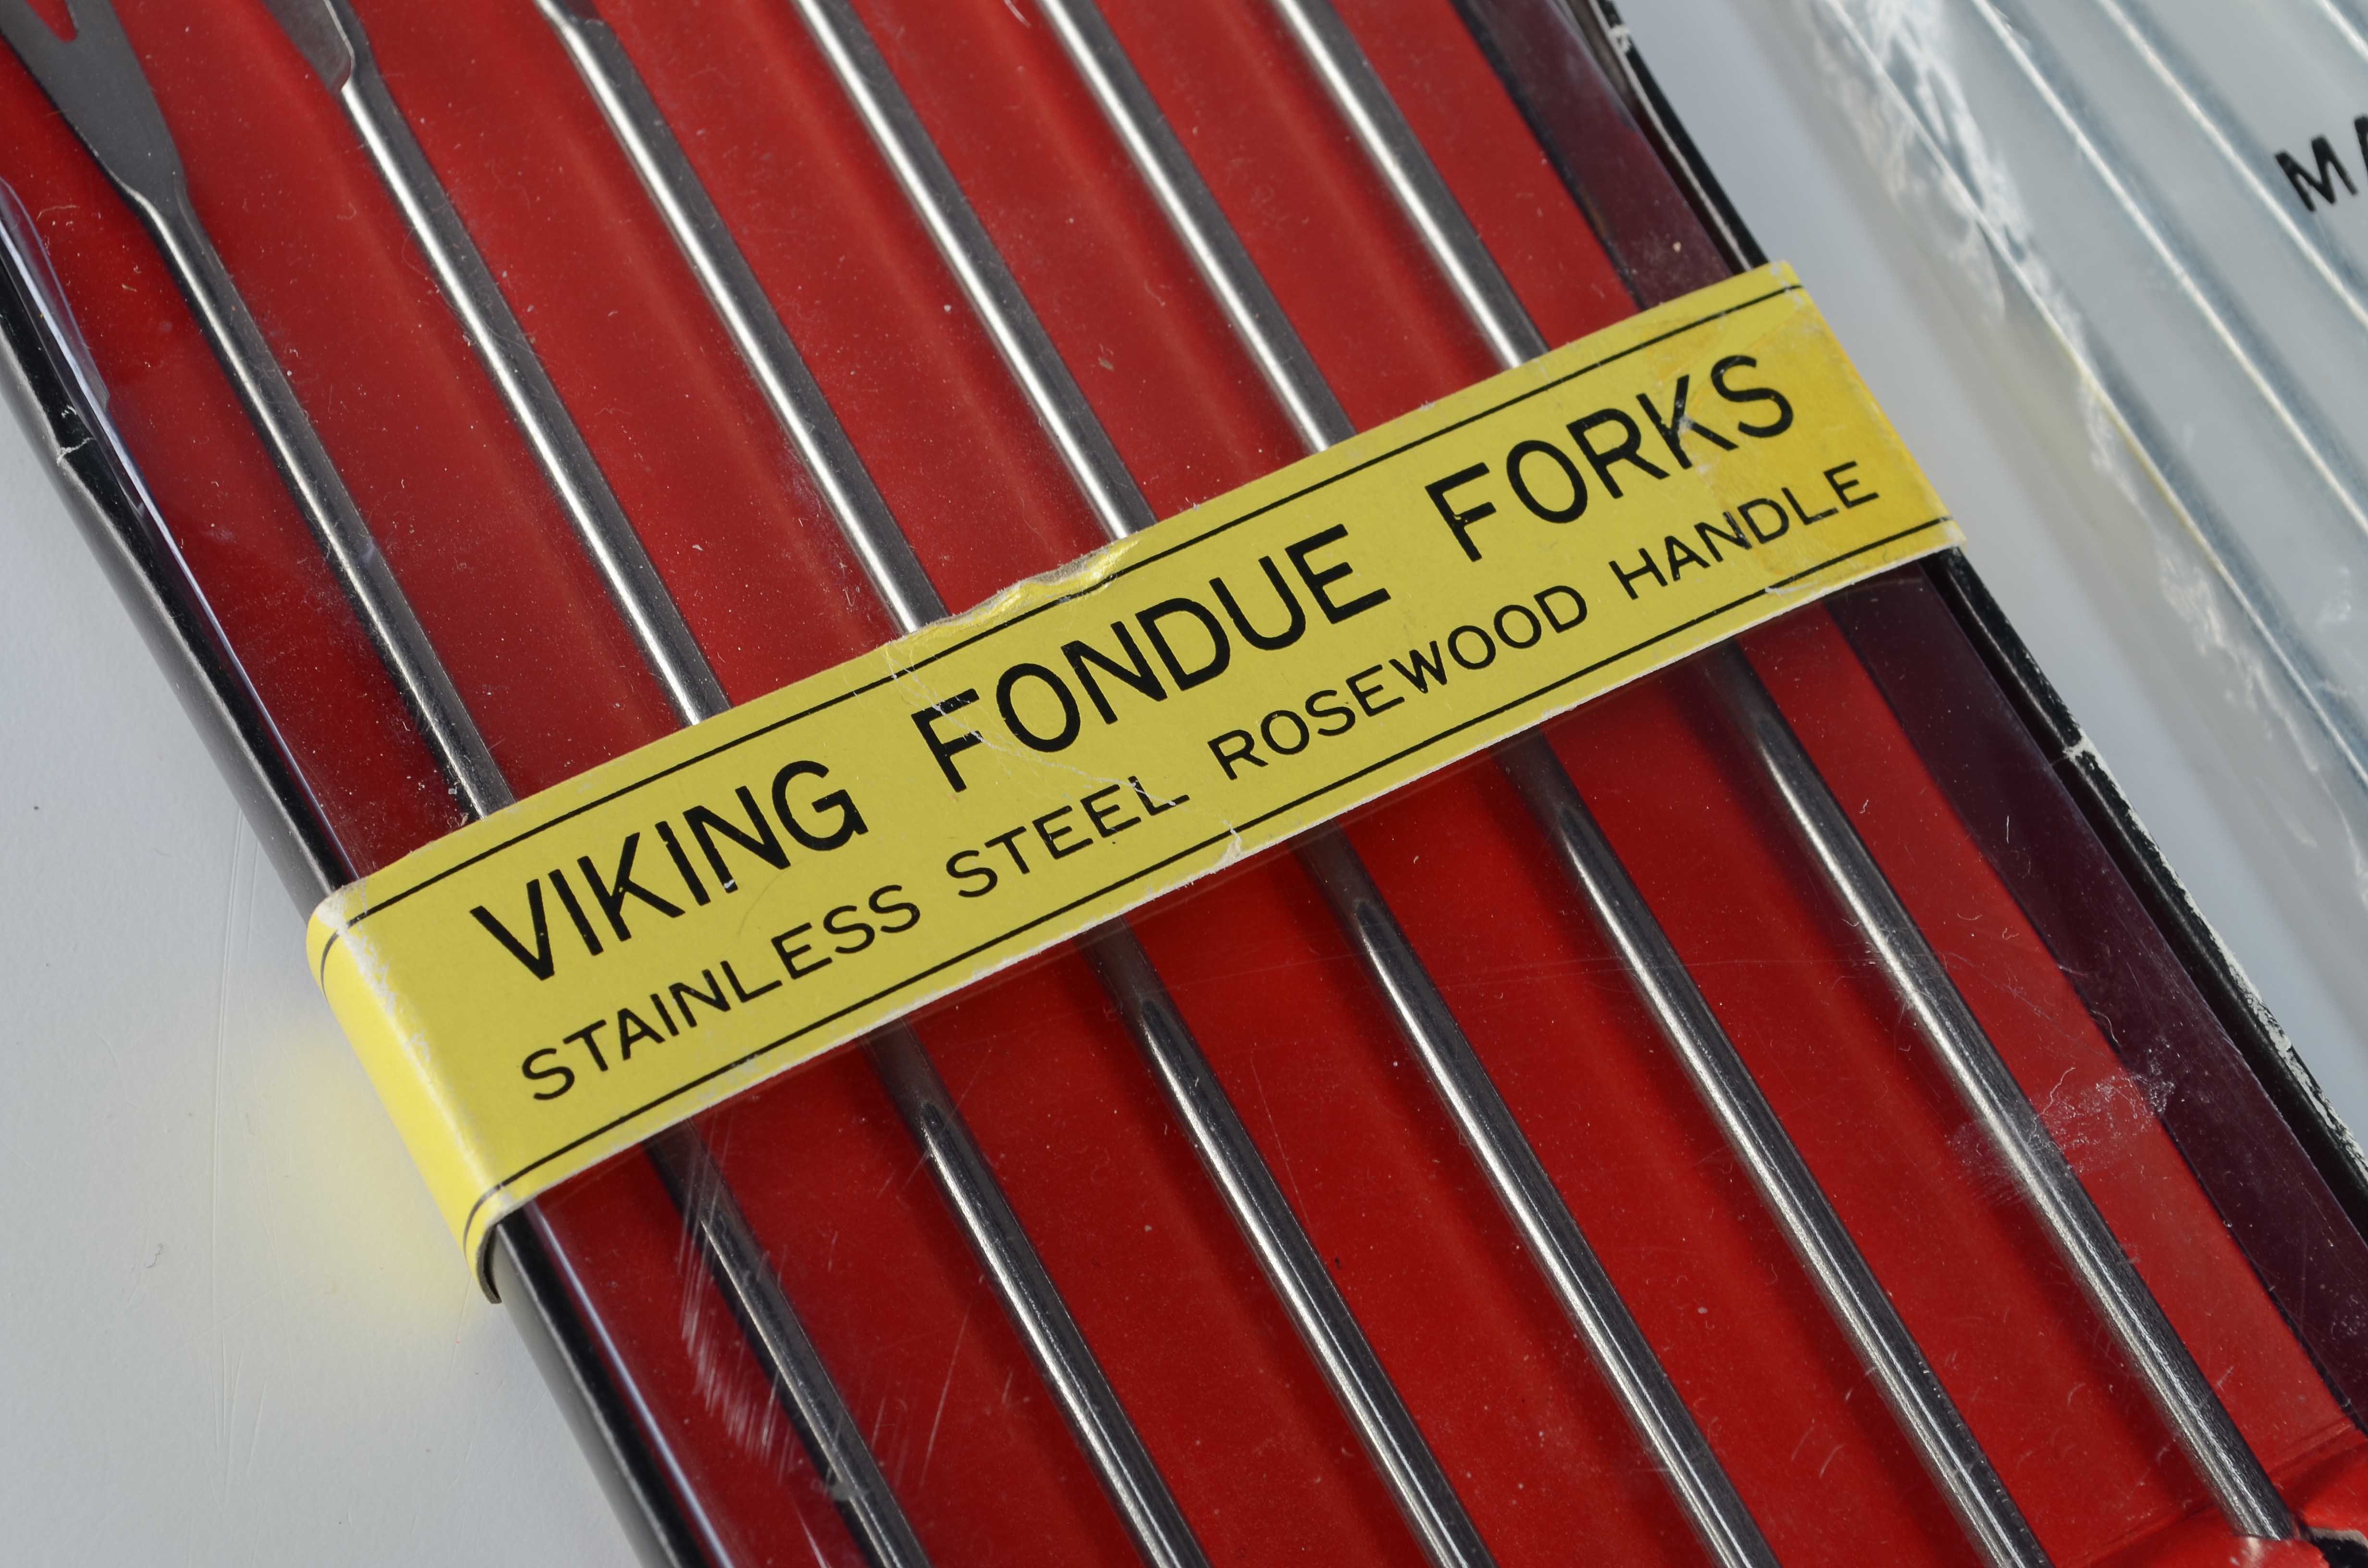 VIKING FONDUE FORKS
STAINLESS STEEL ROSEWOOD HANDLE